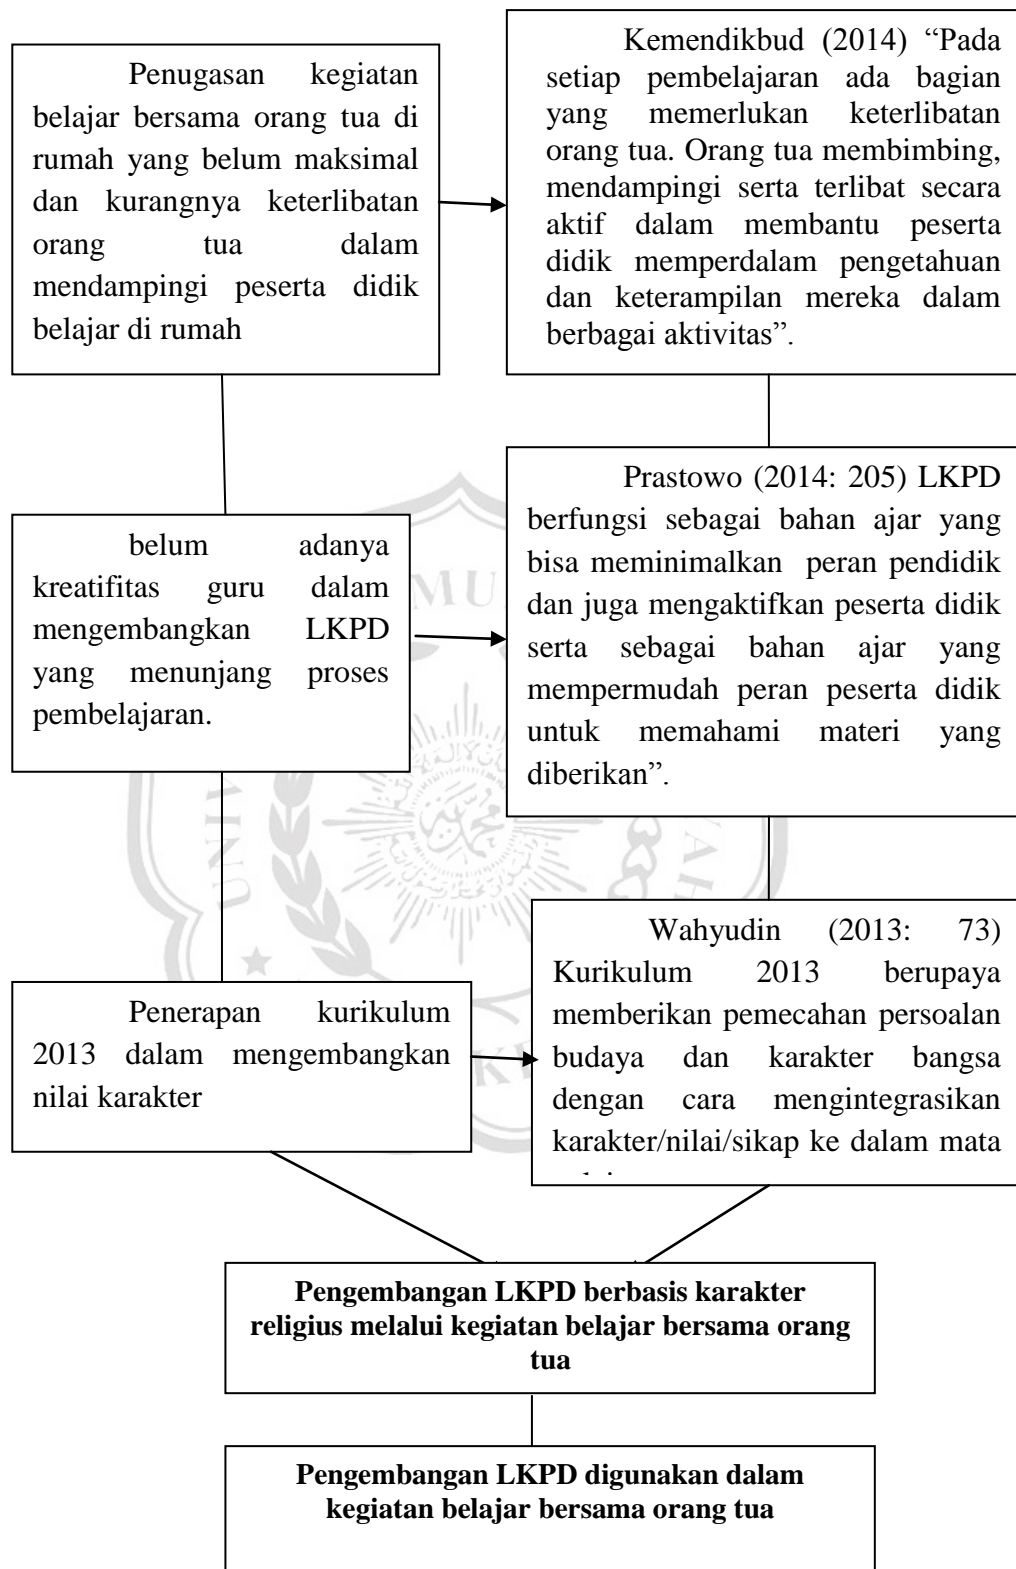 Penugasan kegiatan
belajar bersama orang tua di
rumah yang belum maksimal
dan kurangnya keterlibatan
orang tua dalam
mendampingi peserta didik
belajar di rumah
Kemendikbud (2014) “Pada
setiap pembelajaran ada bagian
yang memerlukan keterlibatan
orang tua. Orang tua membimbing,
mendampingi serta terlibat secara
aktif dalam membantu peserta
didik memperdalam pengetahuan
dan keterampilan mereka dalam
berbagai aktivitas”.
belum adanya
kreatifitas guru dalam
mengembangkan LKPD
yang menunjang proses
pembelajaran.
Prastowo (2014: 205) LKPD
berfungsi sebagai bahan ajar yang
bisa meminimalkan peran pendidik
dan juga mengaktifkan peserta didik
serta sebagai bahan ajar yang
mempermudah peran peserta didik
untuk memahami materi yang
diberikan”.
Penerapan kurikulum
2013 dalam mengembangkan
nilai karakter
Wahyudin (2013: 73)
Kurikulum 2013 berupaya
memberikan pemecahan persoalan
budaya dan karakter bangsa
dengan cara mengintegrasikan
karakter/nilai/sikap ke dalam mata
Pengembangan LKPD berbasis karakter
religius melalui kegiatan belajar bersama orang
tua
Pengembangan LKPD digunakan dalam
kegiatan belajar bersama orang tua